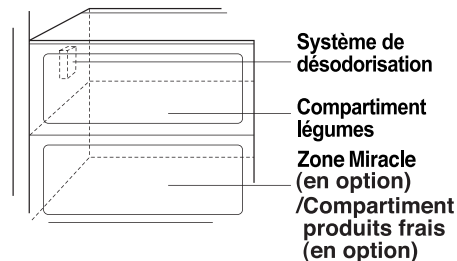 Système de
désodorisation
Compartiment
légumes
Zone Miracle
(en option)
/Compartiment
produits frais
(en option)